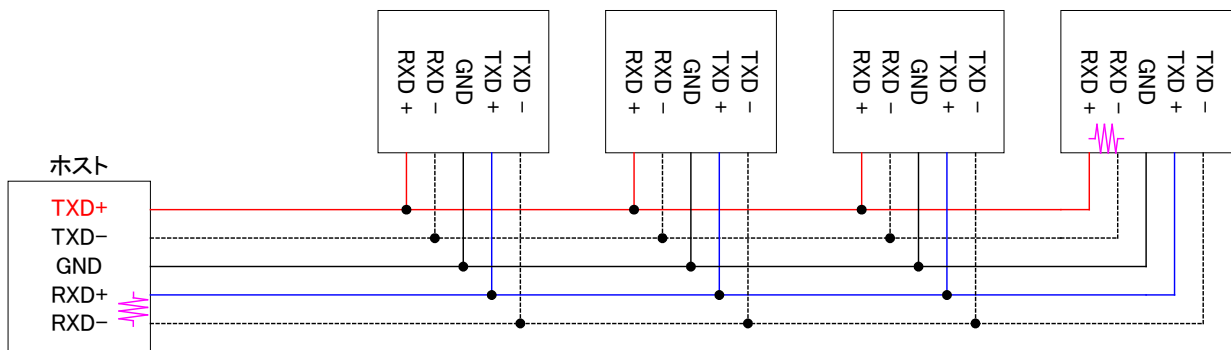 RXD +
RXD −
GND
TXD +
TXD −
RXD +
RXD −
GND
TXD +
TXD −
RXD +
RXD −
GND
TXD +
TXD −
RXD +
RXD −
GND
TXD +
TXD −
ホスト
TXD+
TXD−
GND
RXD+
RXD−